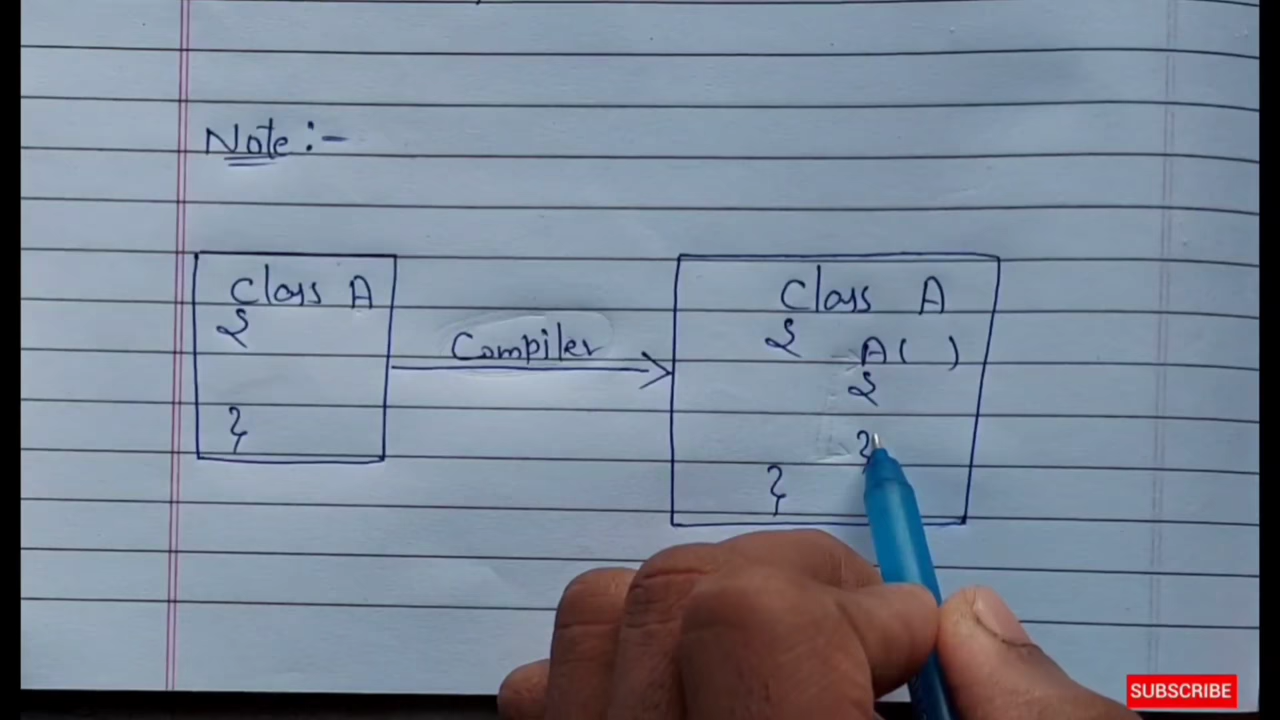 Note :-
Class A
{
}
Compiler
Class A
{
A( )
{
}
}
SUBSCRIBE